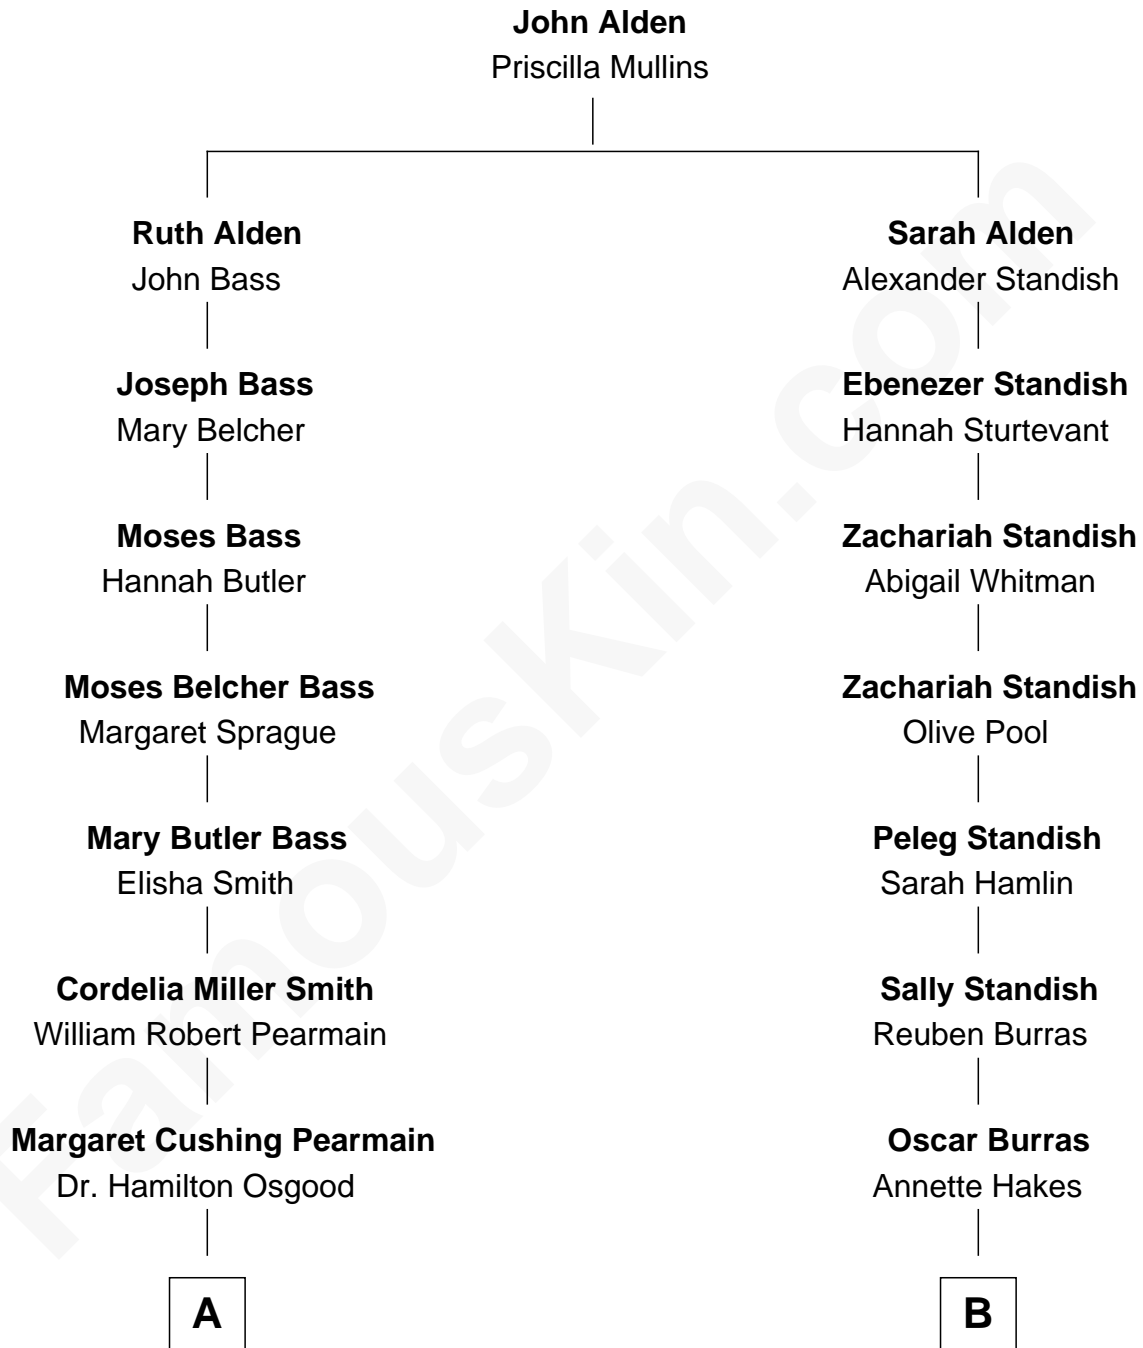 John Alden
Priscilla Mullins
Ruth Alden
John Bass
Sarah Alden
Alexander Standish
Joseph Bass
Mary Belcher
Ebenezer Standish
Hannah Sturtevant
Moses Bass
Hannah Butler
Zachariah Standish
Abigail Whitman
Moses Belcher Bass
Margaret Sprague
Zachariah Standish
Olive Pool
Mary Butler Bass
Elisha Smith
Peleg Standish
Sarah Hamlin
Cordelia Miller Smith
William Robert Pearmain
Sally Standish
Reuben Burras
Margaret Cushing Pearmain
Dr. Hamilton Osgood
Oscar Burras
Annette Hakes
A
B
FamousKin.com